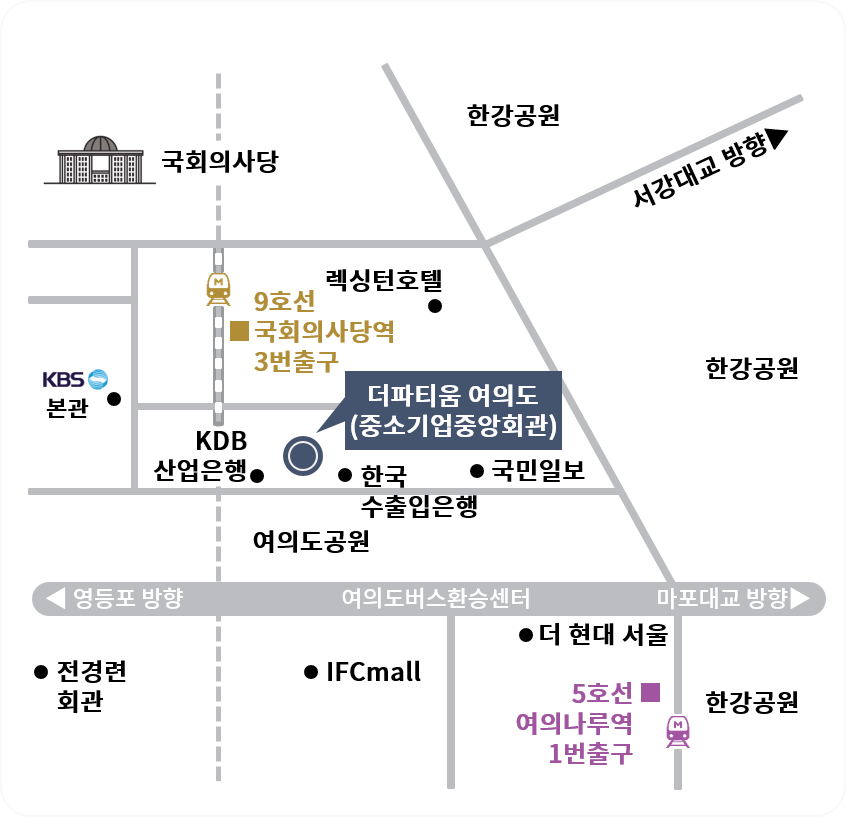 한강공원
서강대교 방향
국회의사당
렉싱턴호텔
9호선
국회의사당역
3번출구
한강공원
KBS
본관
더파티움 여의도
(중소기업중앙회관)
KDB
산업은행
한국
수출입은행
국민일보
여의도공원
영등포 방향
여의도버스환승센터
마포대교 방향
더 현대 서울
전경련
회관
IFCmall
5호선
여의나루역
1번출구
한강공원
M
M